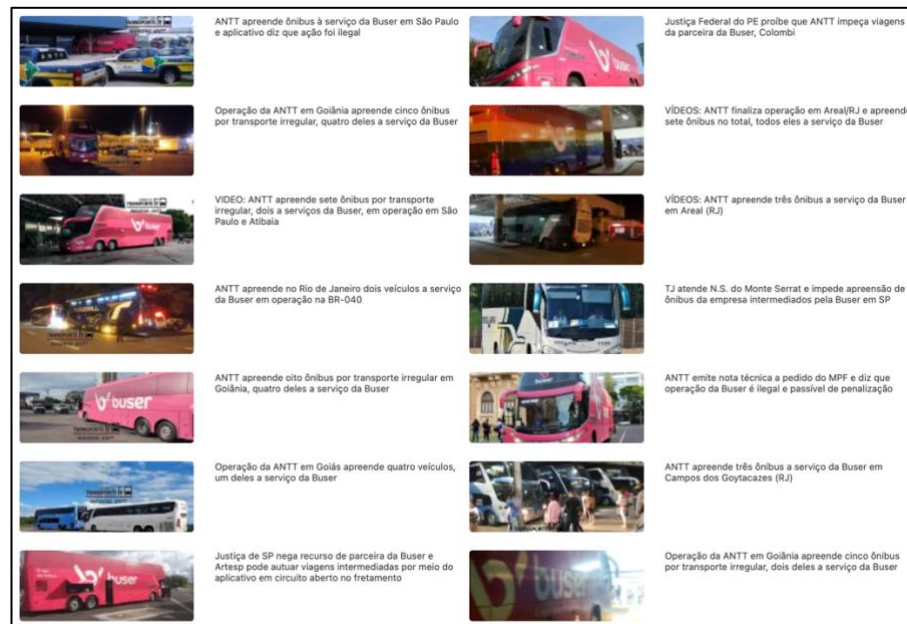 ANTT apreende ônibus à serviço da Buser em São Paulo
e aplicativo diz que ação foi ilegal
Operação da ANTT em Goiânia apreende cinco ônibus
por transporte irregular, quatro deles a serviço da Buser
VIDEO: ANTT apreende sete ônibus por transporte
irregular, dois a serviços da Buser, em operação em São
Paulo e Atibaia
buser
ANTT apreende no Rio de Janeiro dois veículos a serviço
da Buser em operação na BR-040
ANTT apreende oito ônibus por transporte irregular em
Goiânia, quatro deles a serviço da Buser
buser
Operação da ANTT em Goiás apreende quatro veículos,
um deles a serviço da Buser
Justiça de SP nega recurso de parceira da Buser e
Artesp pode autuar viagens intermediadas por meio do
aplicativo em circuito aberto no fretamento
buser
Justiça Federal do PE proíbe que ANTT impeça viagens
da parceira da Buser, Colombi
buser
VÍDEOS: ANTT finaliza operação em Areal/RJ e apreende
sete ônibus no total, todos eles a serviço da Buser
VÍDEOS: ANTT apreende três ônibus a serviço da Buser
em Areal (RJ)
TJ atende N.S. do Monte Serrat e impede apreensão de
ônibus da empresa intermediados pela Buser em SP
ANTT emite nota técnica a pedido do MPF e diz que
operação da Buser é ilegal e passível de penalização
buser
ANTT apreende três ônibus a serviço da Buser em
Campos dos Goytacazes (RJ)
Operação da ANTT em Goiânia apreende cinco ônibus
por transporte irregular, dois deles a serviço da Buser
buser